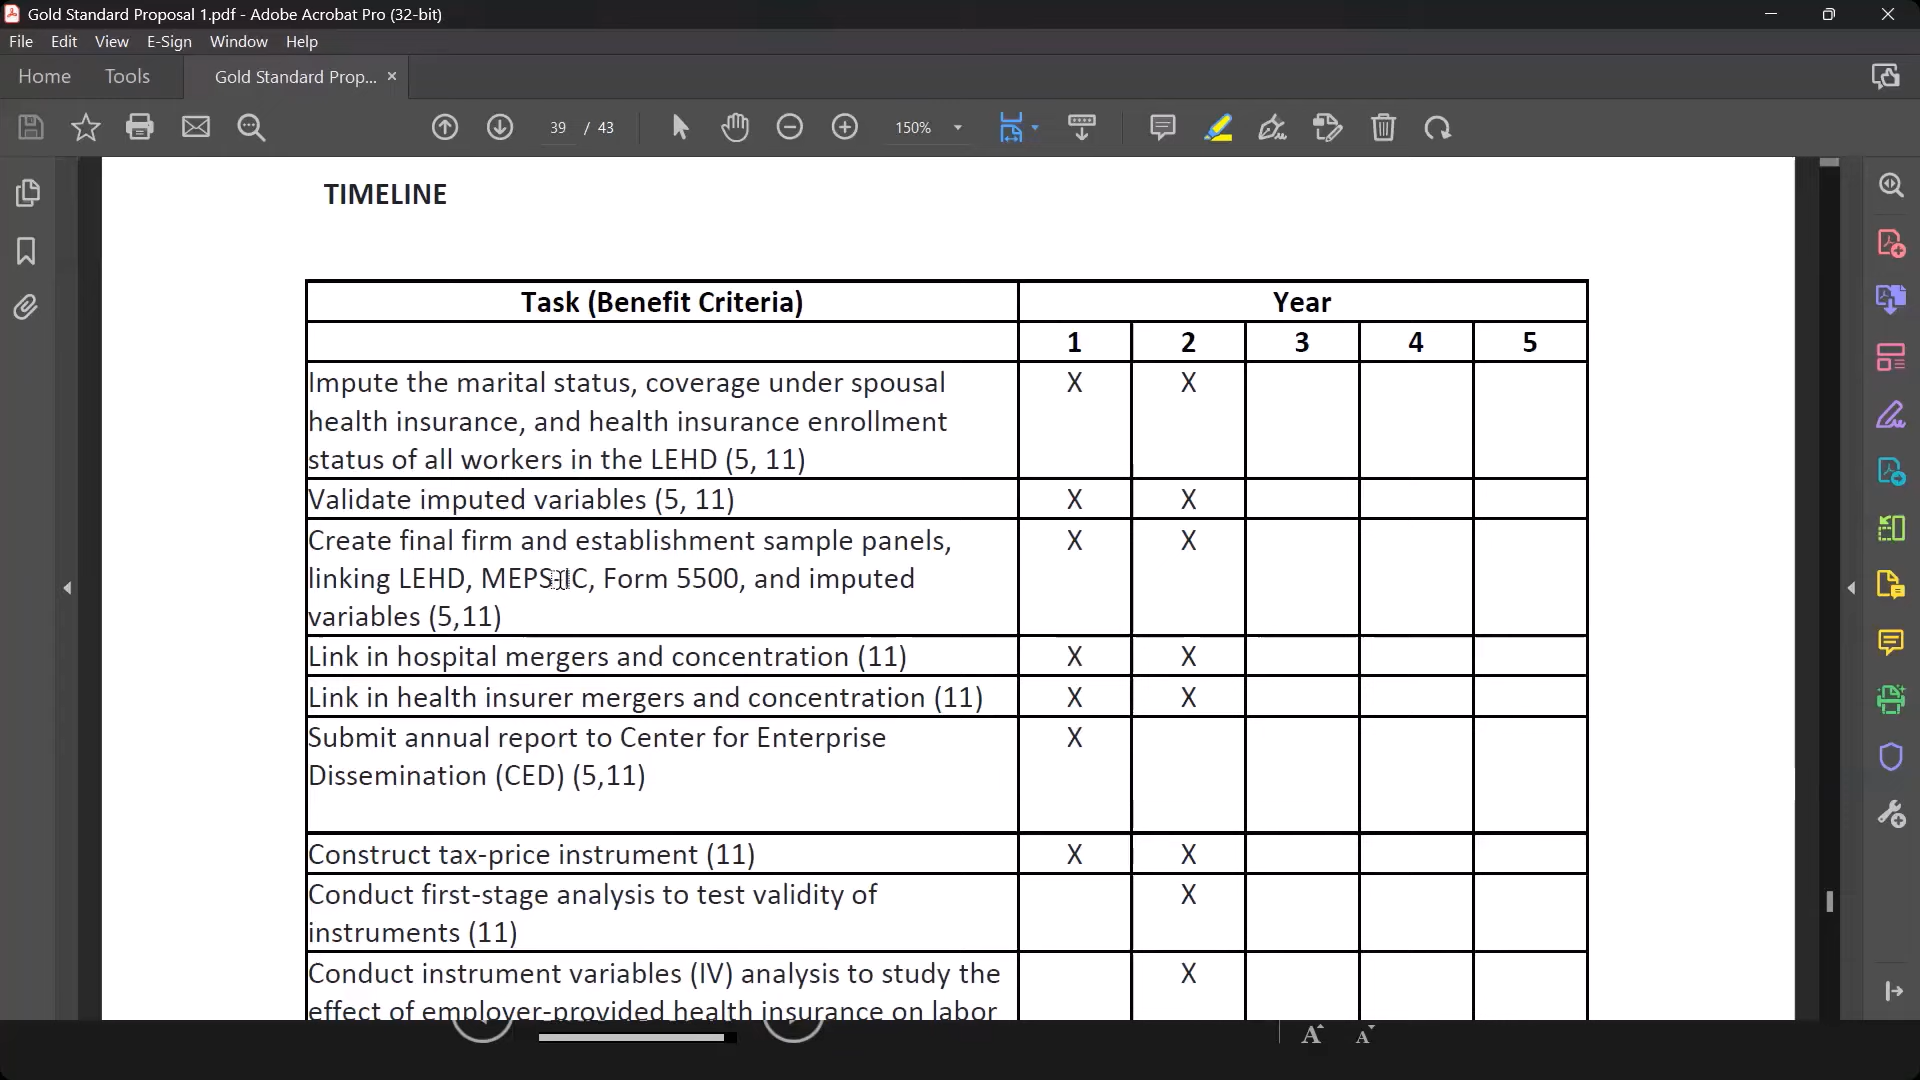 Gold Standard Proposal 1.pdf - Adobe Acrobat Pro (32-bit)
File Edit View E-Sign Window Help
Home Tools Gold Standard Prop... ×
39 / 43 150%
TIMELINE
Task (Benefit Criteria) Year
1 2 3 4 5
Impute the marital status, coverage under spousal X X
health insurance, and health insurance enrollment
status of all workers in the LEHD (5, 11)
Validate imputed variables (5, 11) X X
Create final firm and establishment sample panels, X X
linking LEHD, MEPS-IC, Form 5500, and imputed
variables (5,11)
Link in hospital mergers and concentration (11) X X
Link in health insurer mergers and concentration (11) X X
Submit annual report to Center for Enterprise X
Dissemination (CED) (5,11)
Construct tax-price instrument (11) X X
Conduct first-stage analysis to test validity of X
instruments (11)
Conduct instrument variables (IV) analysis to study the X
effect of employer-provided health insurance on labor
A A